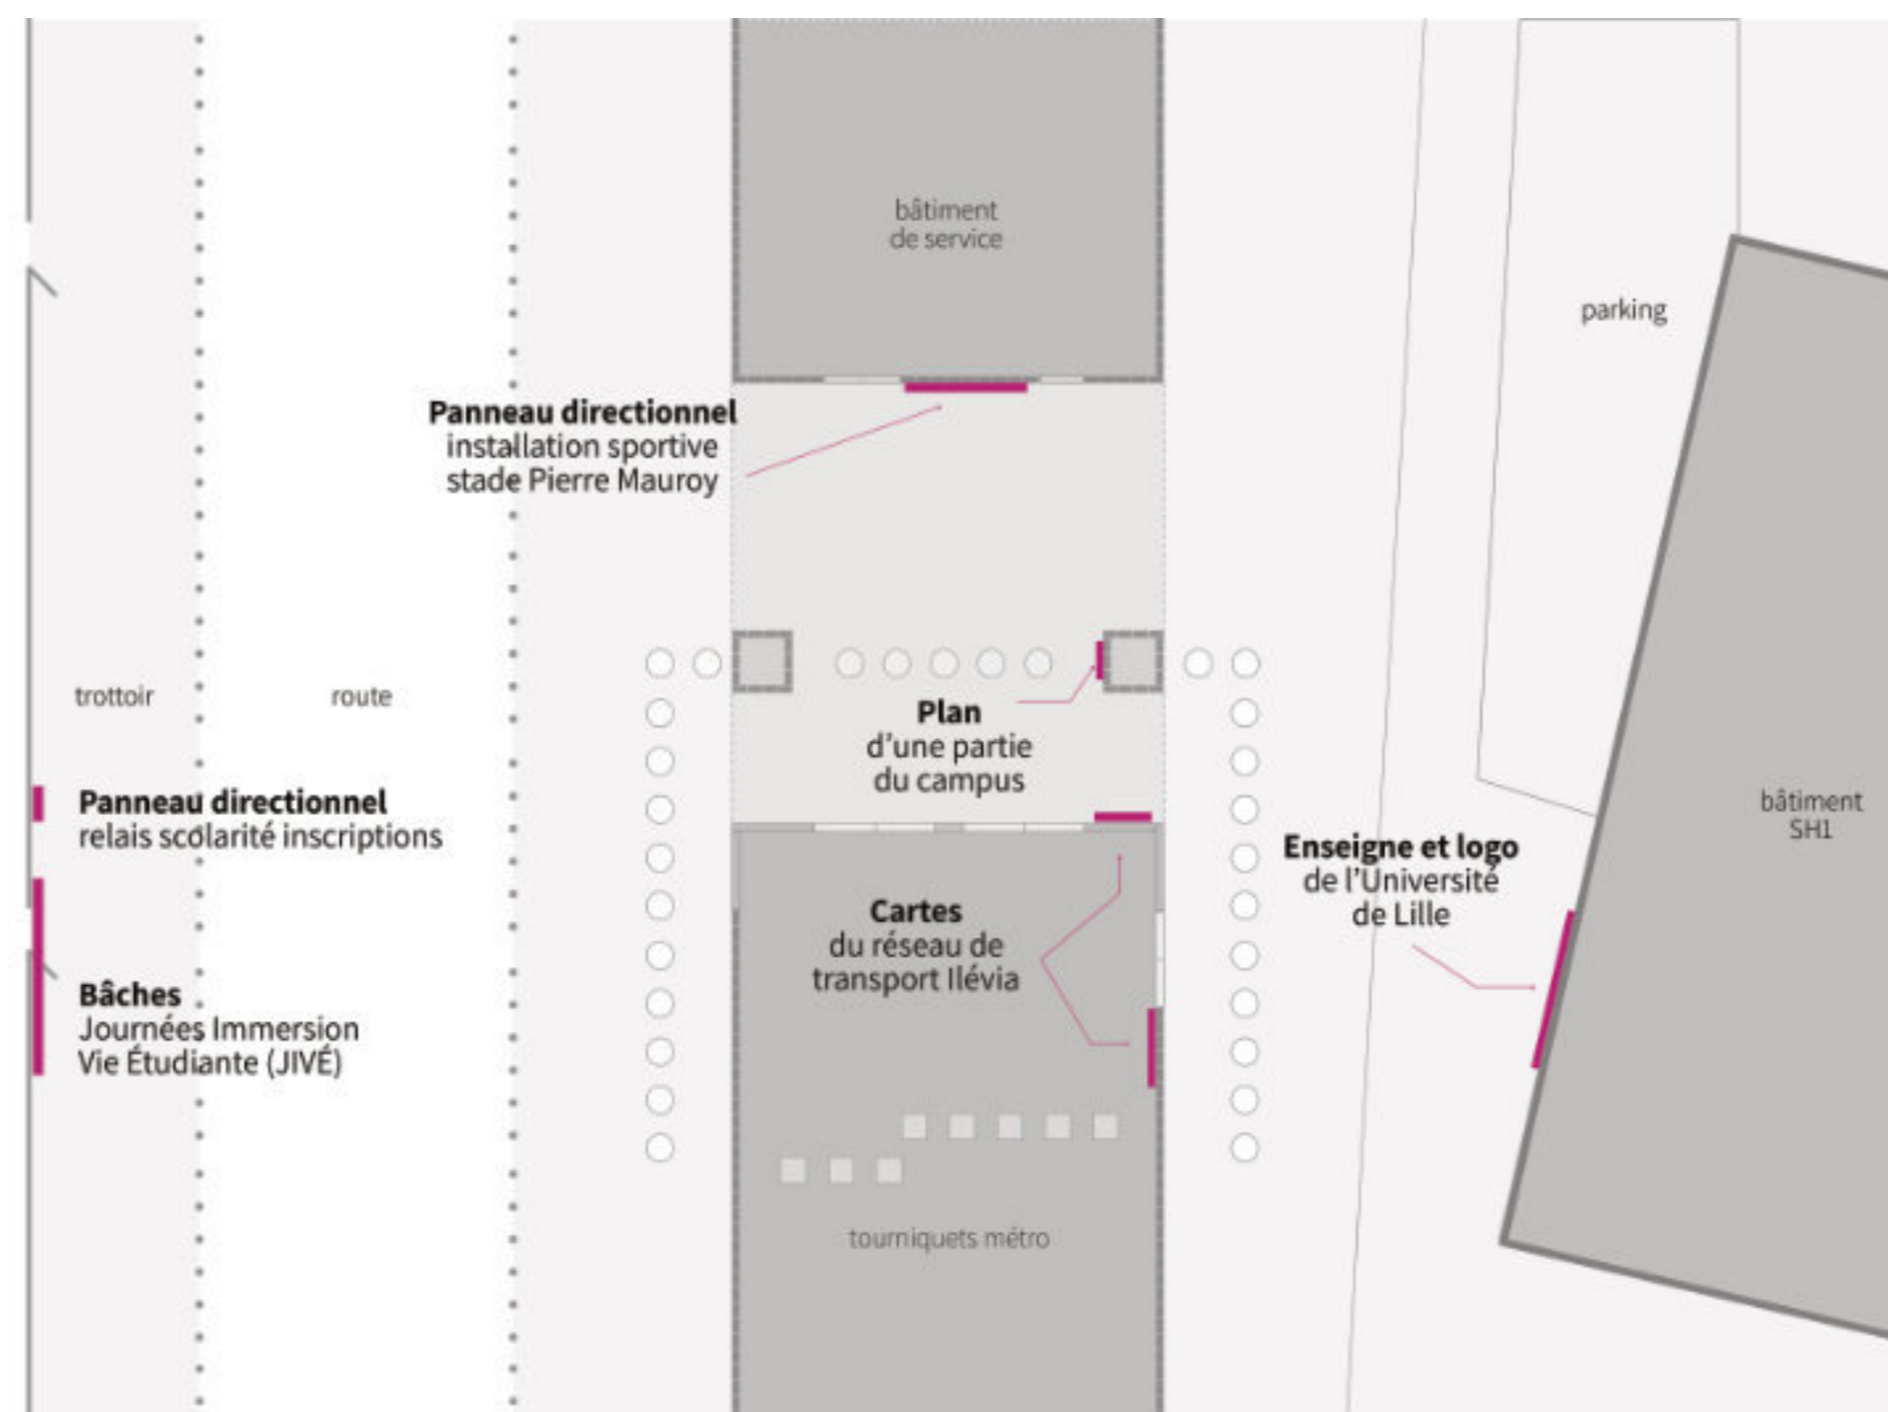 bâtiment
de service
parking
Panneau directionnel
installation sportive
stade Pierre Mauroy
trottoir
route
Plan
d'une partie
du campus
Panneau directionnel
relais scolarité inscriptions
bâtiment
SH1
Enseigne et logo
de l'Université
de Lille
Cartes
du réseau de
transport Ilévia
Bâches
Journées Immersion
Vie Étudiante (JIVÉ)
tourniquets métro